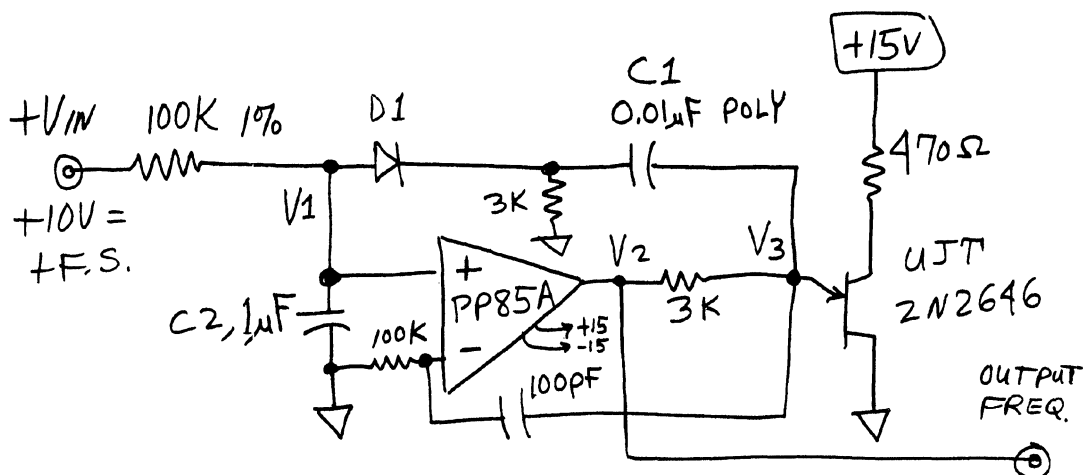 +15V
C1
0.01µF POLY
+VIN
100K 1%
D1
470Ω
+10V =
+F.S.
V1
3K
V2
V3
3K
UJT
2N2646
C2, 1µF
+
PP85A
-
+15
-15
100K
100pF
OUTPUT
FREQ.